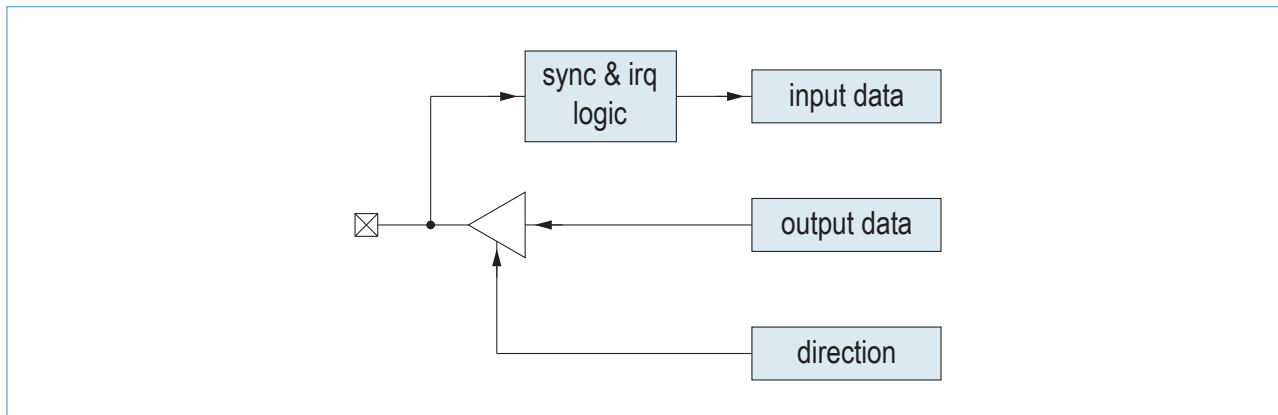 sync & irq
logic
input data
output data
direction